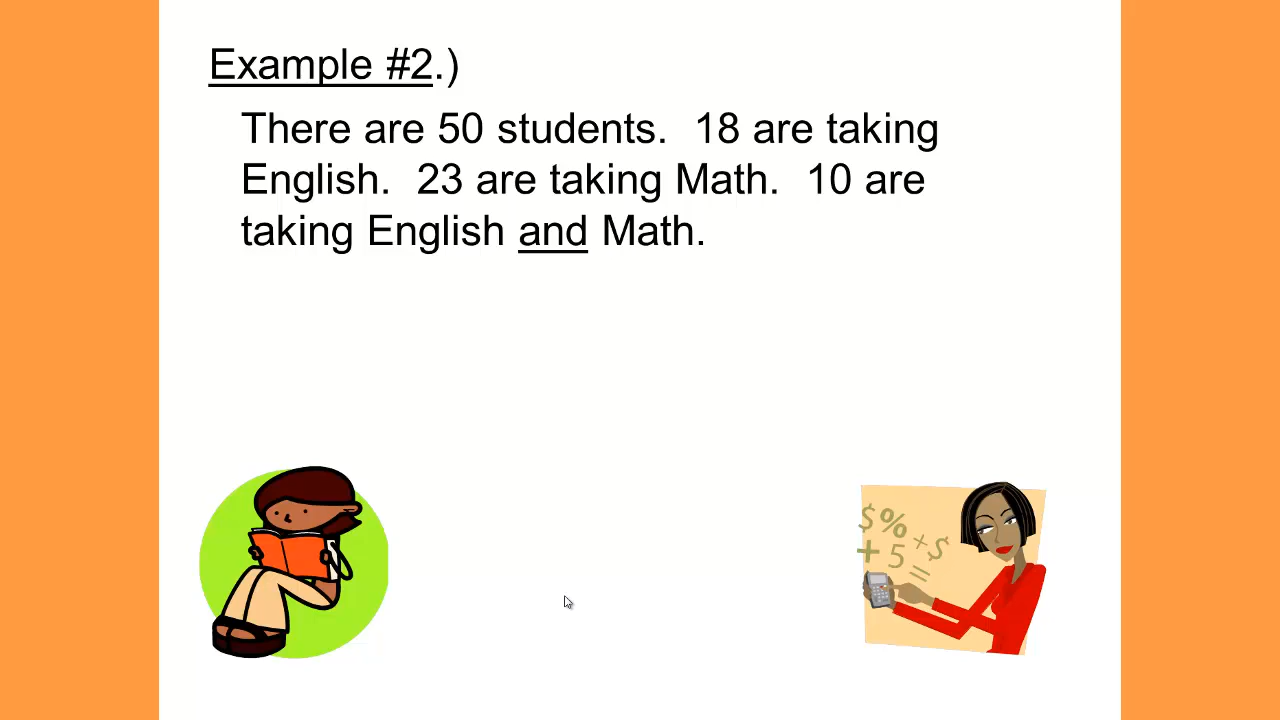 Example #2.)
There are 50 students. 18 are taking
English. 23 are taking Math. 10 are
taking English and Math.
$%+$
+ 5 =